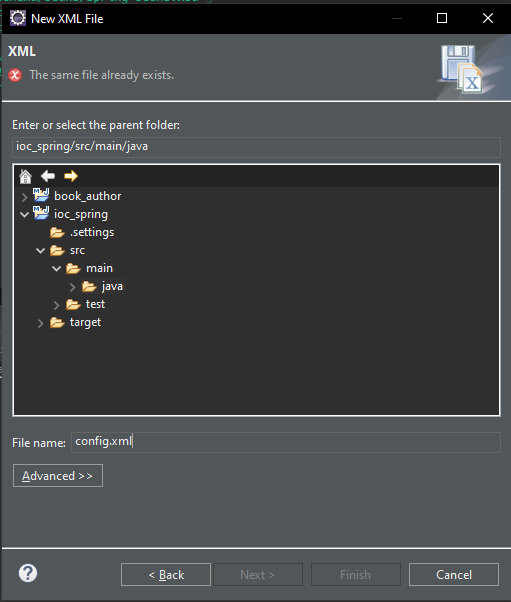 New XML File
XML
The same file already exists.
Enter or select the parent folder:
ioc_spring/src/main/java
book_author
ioc_spring
.settings
src
main
java
test
target
File name: config.xml
Advanced >>
< Back Next > Finish Cancel